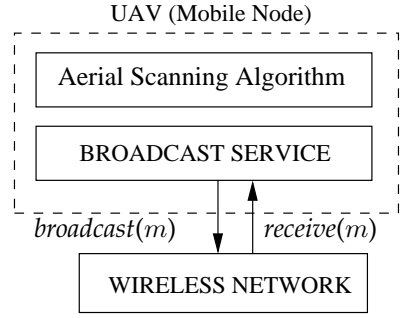 UAV (Mobile Node)
Aerial Scanning Algorithm
BROADCAST SERVICE
broadcast(m) receive(m)
WIRELESS NETWORK